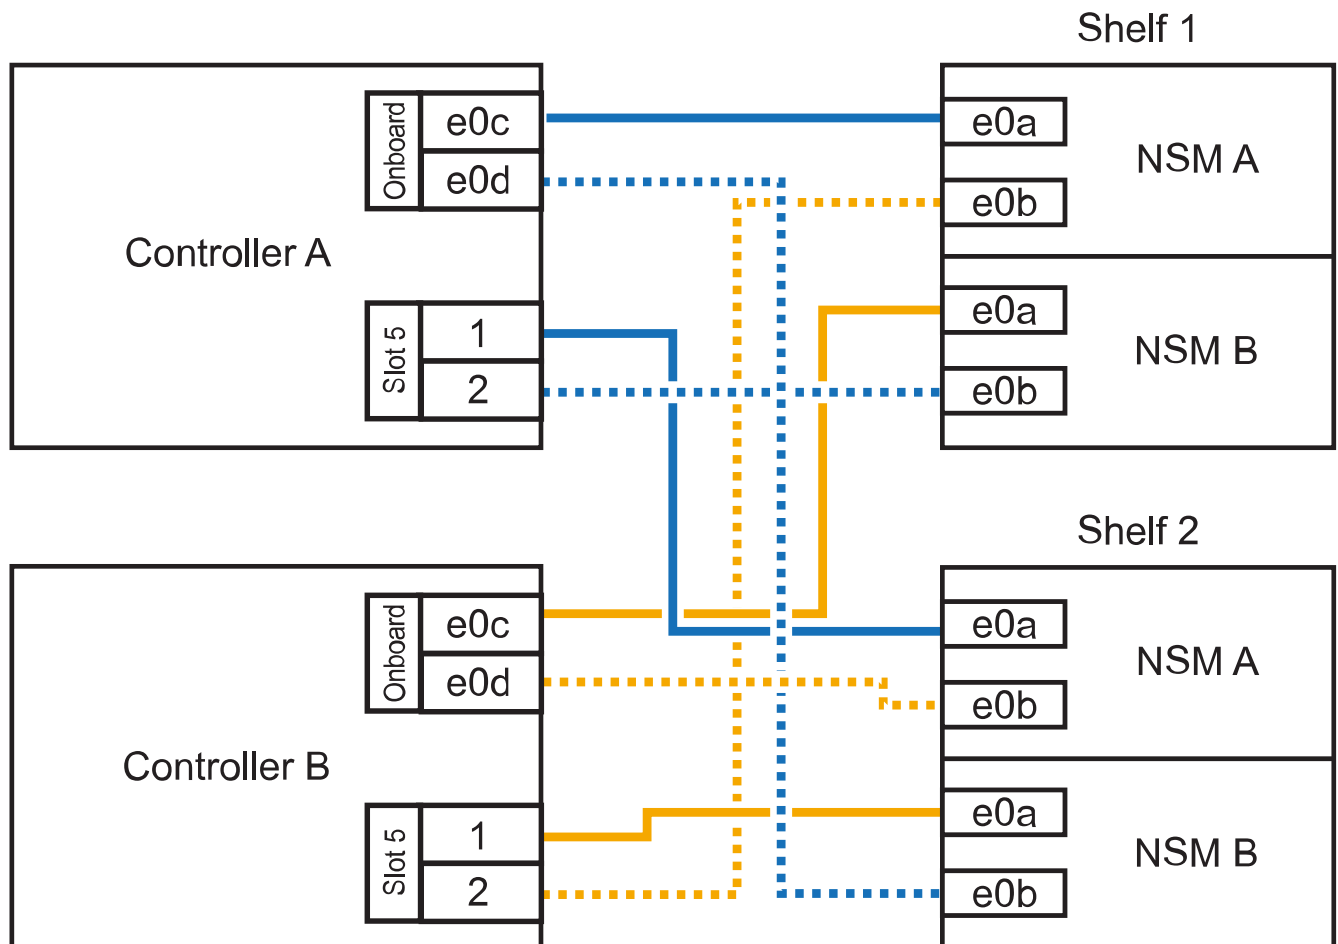 Shelf 1
Onboard
e0c
e0d
Controller A
Slot 5
1
2
e0a
NSM A
e0b
e0a
NSM B
e0b
Shelf 2
Onboard
e0c
e0d
Controller B
Slot 5
1
2
e0a
NSM A
e0b
e0a
NSM B
e0b